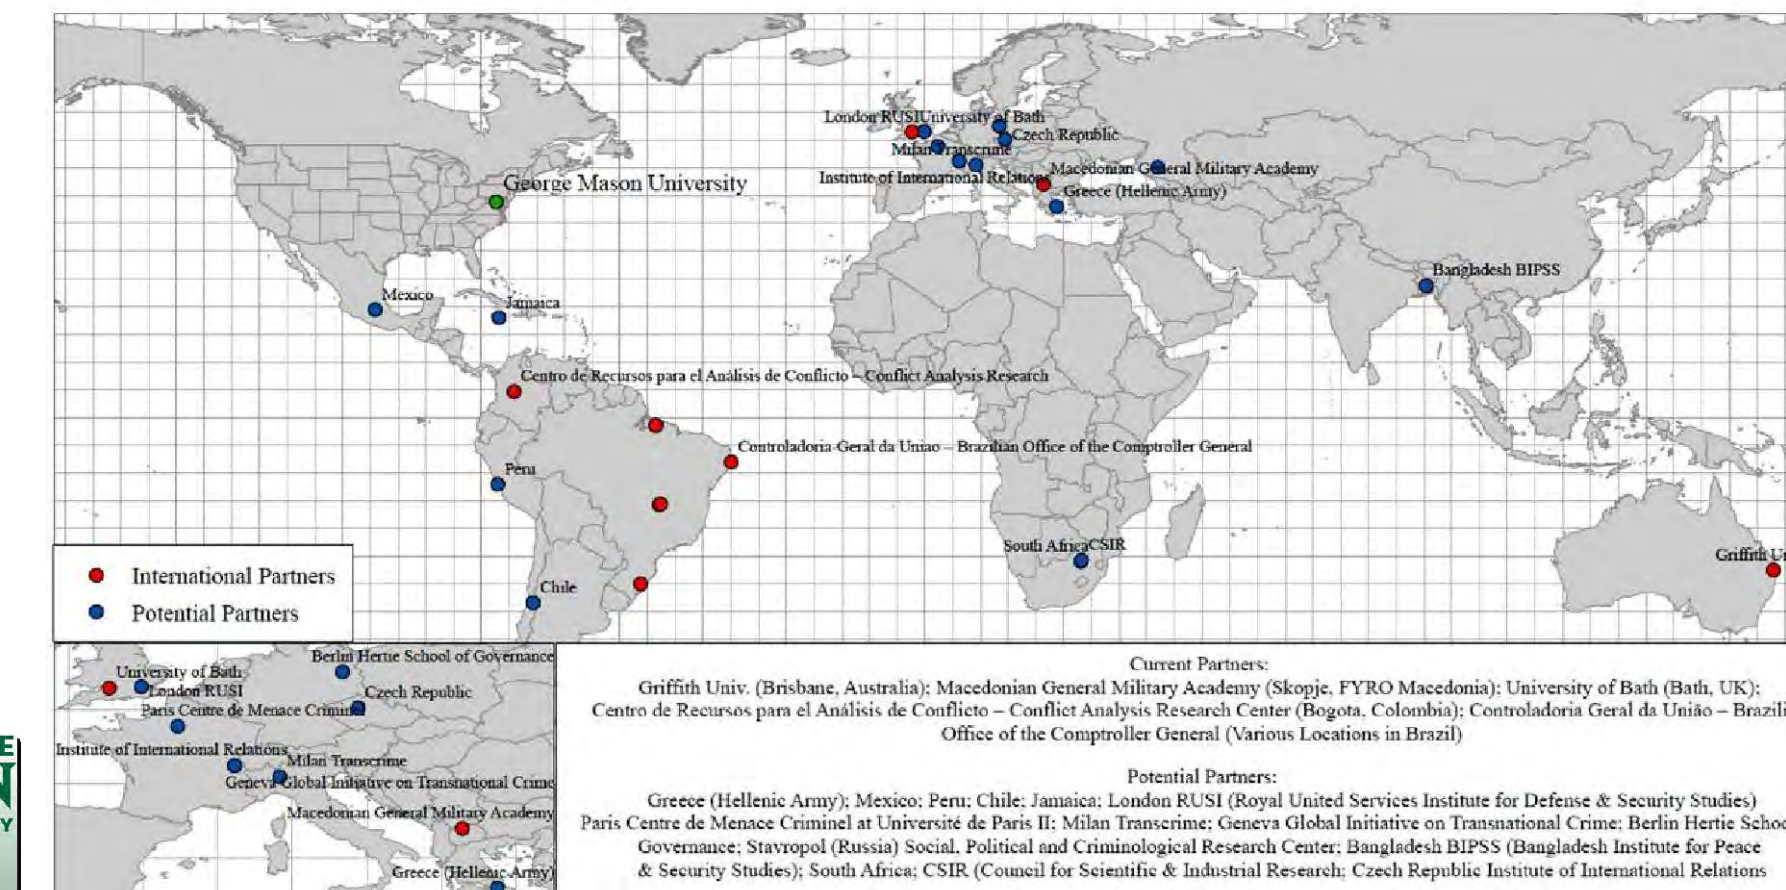 London RUSI University of Bath
Czech Republic
Milan Transcrime
Institute of International Relations
Macedonian General Military Academy
Greece (Hellenic Army)
George Mason University
Bangladesh BIPSS
Mexico
Jamaica
Centro de Recursos para el Análisis de Conflicto – Conflict Analysis Research
Controladoria-Geral da Uniao – Brazilian Office of the Comptroller General
Peru
South Africa CSIR
Griffith
Chile
International Partners
Potential Partners
Berlin Hertie School of Governance
University of Bath
London RUSI
Czech Republic
Paris Centre de Menace Criminel
Institute of International Relations
Milan Transcrime
Geneva Global Initiative on Transnational Crime
Macedonian General Military Academy
Greece (Hellenic Army)
Current Partners:
Griffith Univ. (Brisbane, Australia); Macedonian General Military Academy (Skopje, FYRO Macedonia); University of Bath (Bath, UK);
Centro de Recursos para el Análisis de Conflicto – Conflict Analysis Research Center (Bogota, Colombia); Controladoria Geral da União – Brazili
Office of the Comptroller General (Various Locations in Brazil)
Potential Partners:
Greece (Hellenic Army); Mexico; Peru; Chile; Jamaica; London RUSI (Royal United Services Institute for Defense & Security Studies)
Paris Centre de Menace Criminel at Université de Paris II; Milan Transcrime; Geneva Global Initiative on Transnational Crime; Berlin Hertie Schoo
Governance; Stavropol (Russia) Social, Political and Criminological Research Center; Bangladesh BIPSS (Bangladesh Institute for Peace
& Security Studies); South Africa; CSIR (Council for Scientific & Industrial Research; Czech Republic Institute of International Relations
E
N
Y